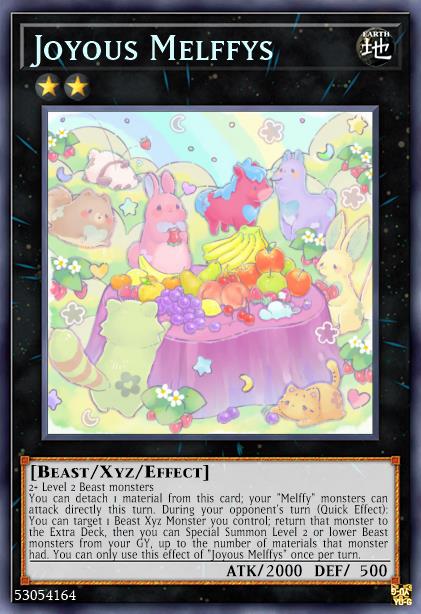 JOYOUS MELFFYS
EARTH
地
[BEAST/XYZ/EFFECT]
2+ Level 2 Beast monsters
You can detach 1 material from this card; your "Melffy" monsters can
attack directly this turn. During your opponent's turn (Quick Effect):
You can target 1 Beast Xyz Monster you control; return that monster to
the Extra Deck, then you can Special Summon Level 2 or lower Beast
monsters from your GY, up to the number of materials that monster
had. You can only use this effect of "Joyous Melffys" once per turn.
ATK/2000 DEF/ 500
53054164